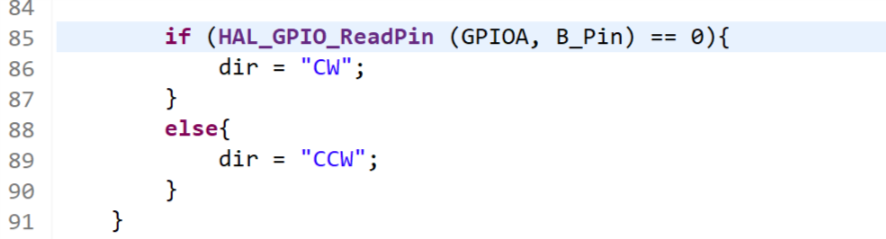 84
85 if (HAL_GPIO_ReadPin (GPIOA, B_Pin) == 0){
86 dir = "CW";
87 }
88 else{
89 dir = "CCW";
90 }
91 }